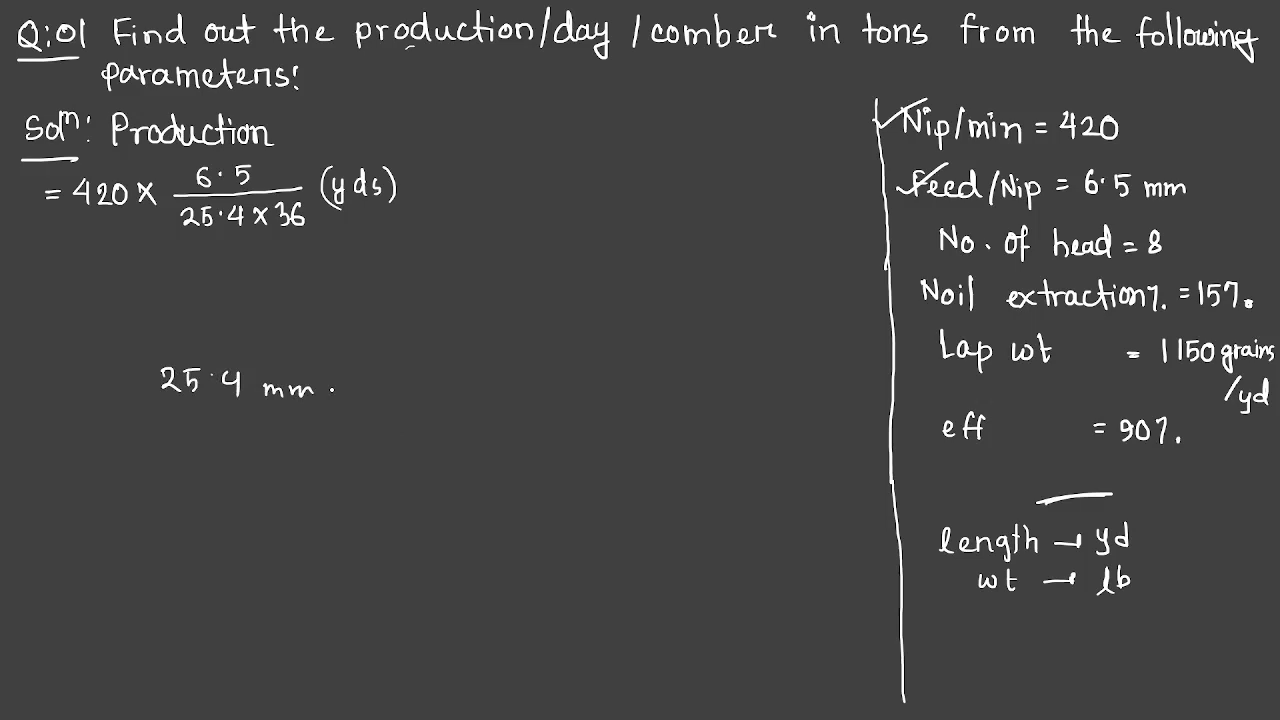 Q:01 Find out the production/day/comber in tons from the following
parameters:
Solⁿ: Production
= 420 × 6.5 / 25.4 × 36 (yds)
25.4 mm.
Nip/min = 420
feed/Nip = 6.5 mm
No. of head = 8
Noil extraction% = 15%.
Lap wt = 1150 grains
/yd
eff = 90%.
length → yd
wt → lb